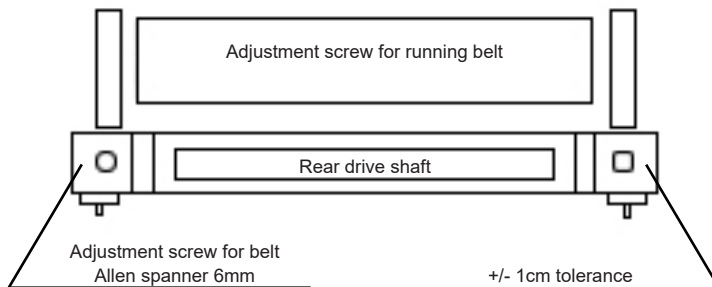 Adjustment screw for running belt
Rear drive shaft
Adjustment screw for belt
Allen spanner 6mm
+/- 1cm tolerance